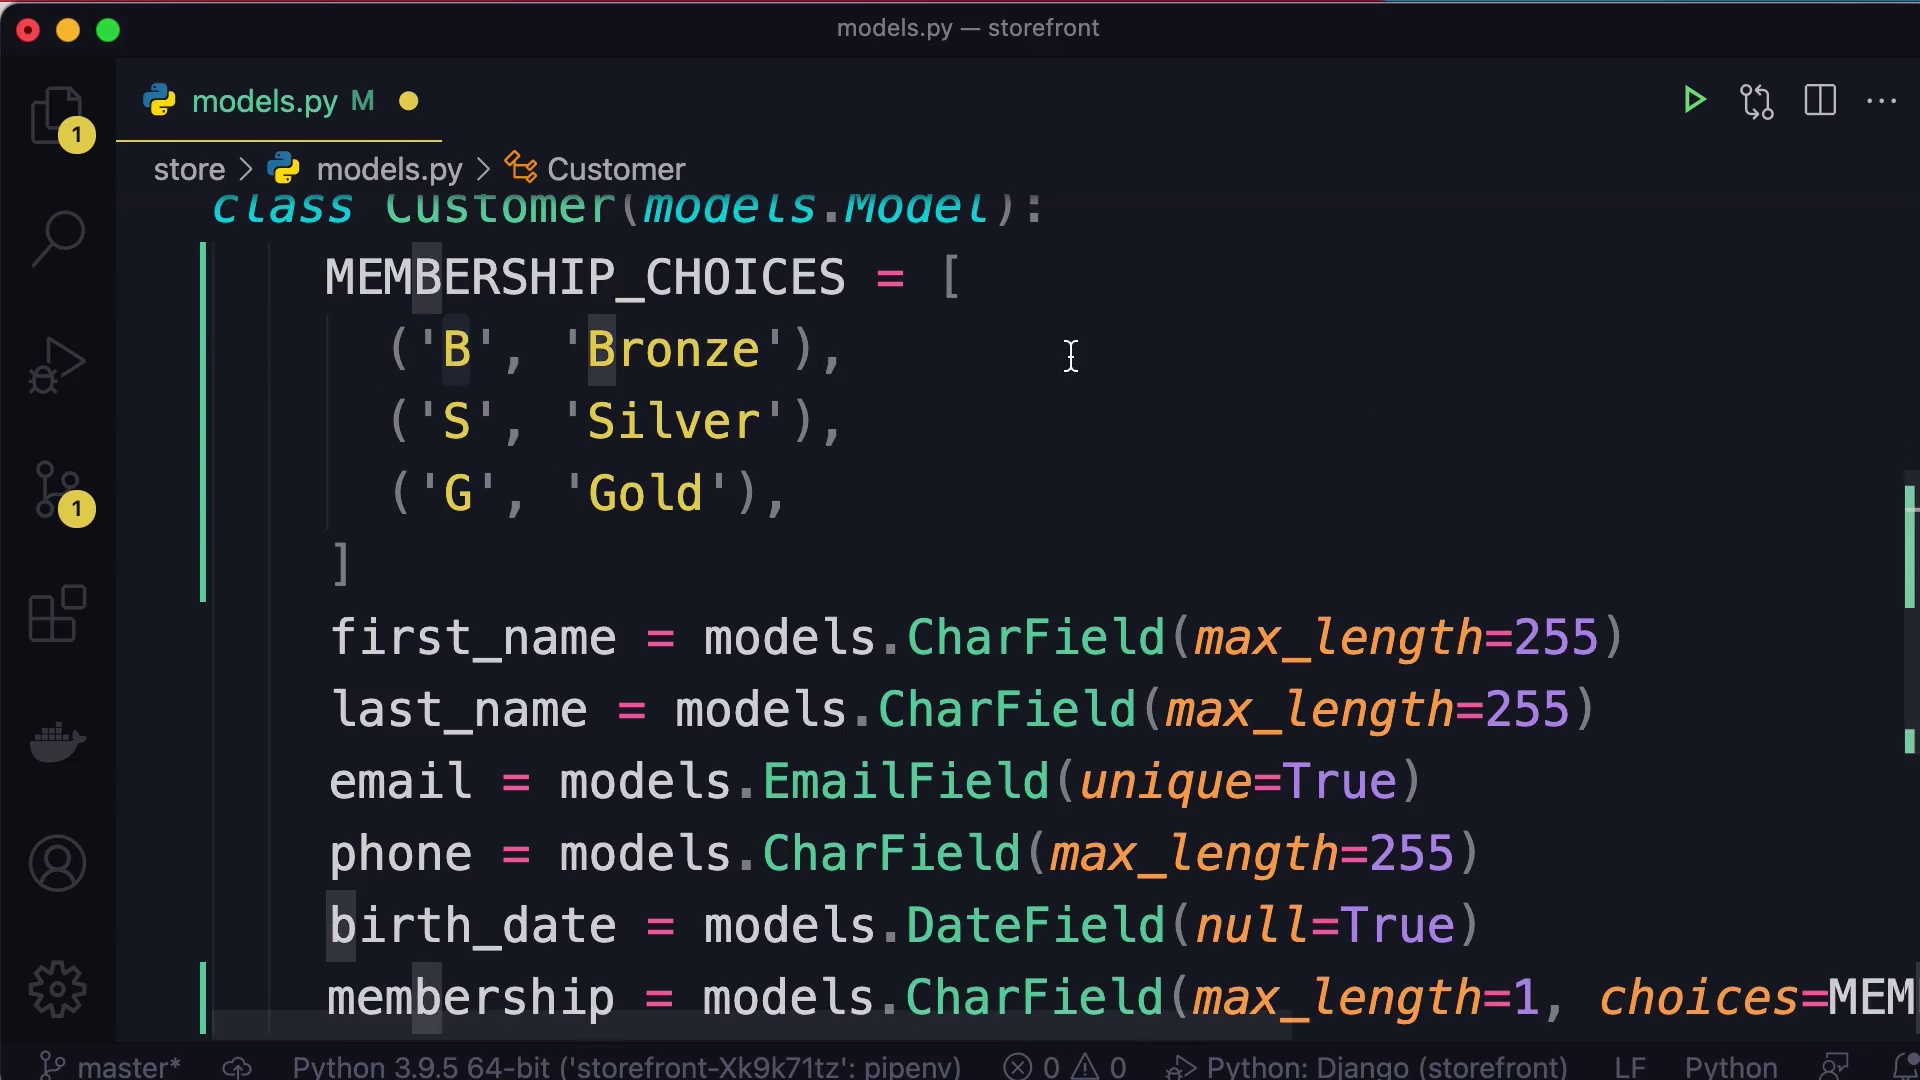 models.py — storefront
models.py M
1
store > models.py > Customer
class Customer(models.Model):
MEMBERSHIP_CHOICES = [
('B', 'Bronze'),
('S', 'Silver'),
('G', 'Gold'),
]
1
first_name = models.CharField(max_length=255)
last_name = models.CharField(max_length=255)
email = models.EmailField(unique=True)
phone = models.CharField(max_length=255)
birth_date = models.DateField(null=True)
membership = models.CharField(max_length=1, choices=MEM
master* Python 3.9.5 64-bit ('storefront-Xk9k71tz': pipenv) 0 0 Python: Django (storefront) LF Python